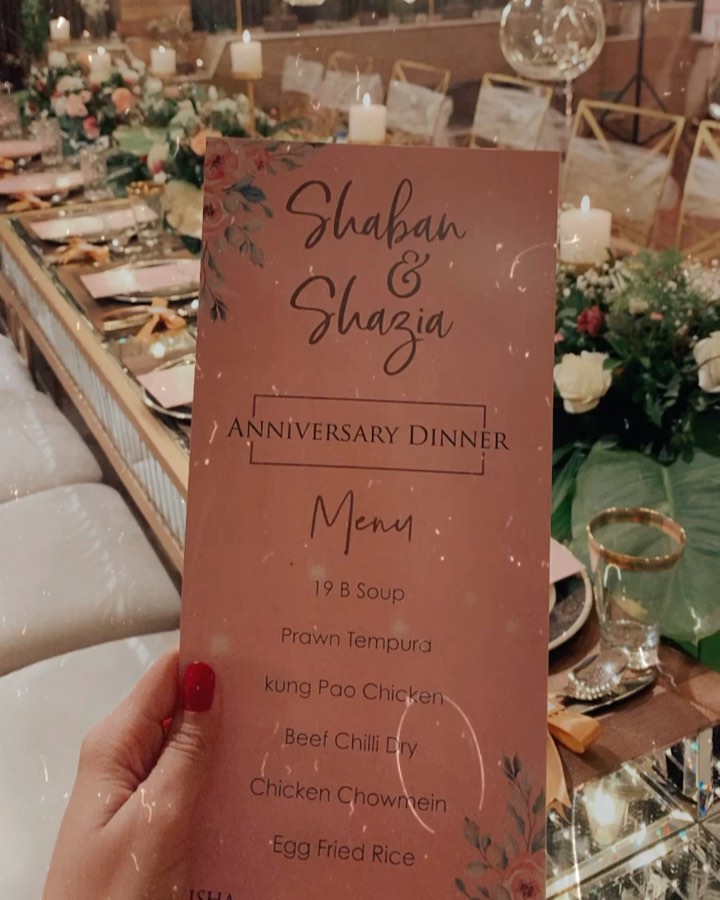 Shaban
&
Shazia
ANNIVERSARY DINNER
Menu
19 B Soup
Prawn Tempura
kung Pao Chicken
Beef Chilli Dry
Chicken Chowmein
Egg Fried Rice